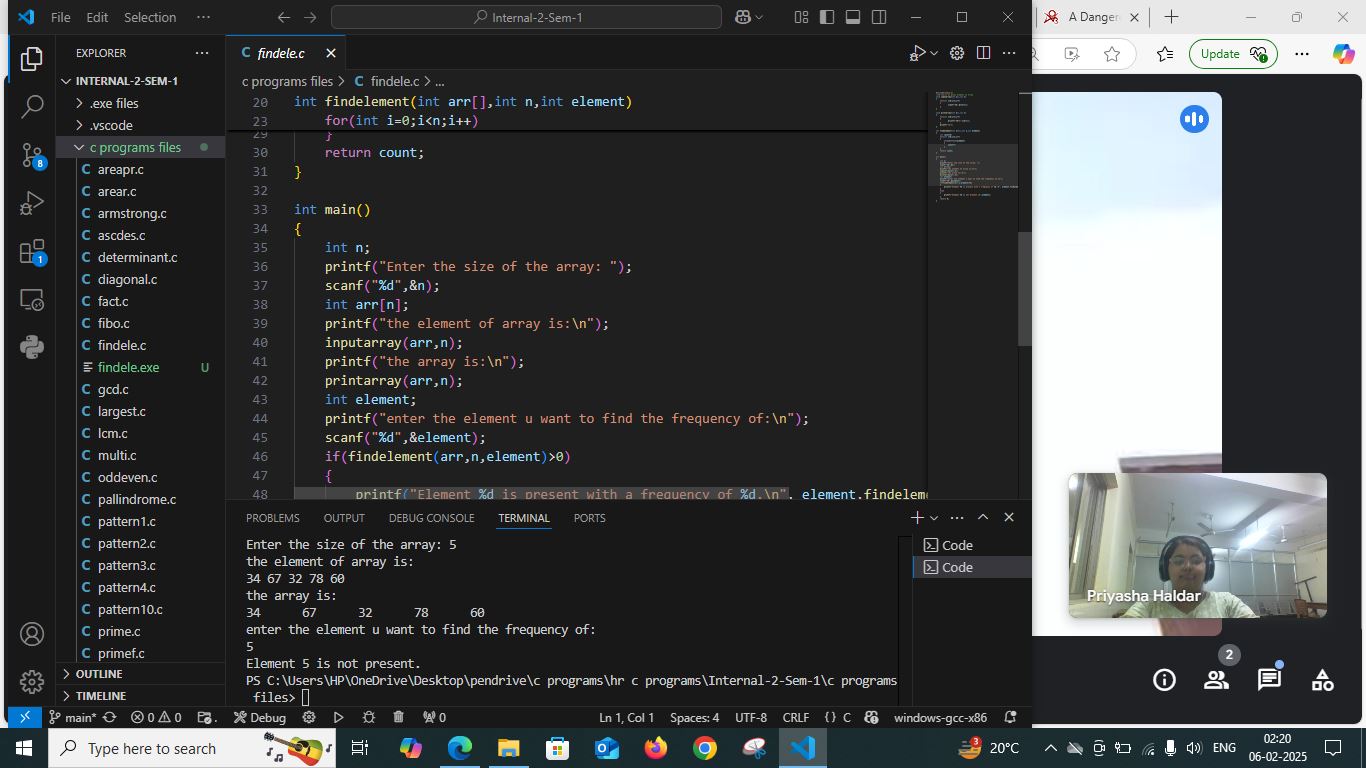 File Edit Selection ··· Internal-2-Sem-1
A Danger
Update
EXPLORER ···
INTERNAL-2-SEM-1
.exe files
.vscode
c programs files
C areapr.c
C arear.c
C armstrong.c
C ascdes.c
C determinant.c
C diagonal.c
C fact.c
C fibo.c
C findele.c
findele.exe U
C gcd.c
C largest.c
C lcm.c
C multi.c
C oddeven.c
C pallindrome.c
C pattern1.c
C pattern2.c
C pattern3.c
C pattern4.c
C pattern10.c
C prime.c
C primef.c
OUTLINE
TIMELINE
8
1
C findele.c
c programs files > C findele.c > ...
20 int findelement(int arr[],int n,int element)
23 for(int i=0;i<n;i++)
29 }
30 return count;
31 }
32
33 int main()
34 {
35 int n;
36 printf("Enter the size of the array: ");
37 scanf("%d",&n);
38 int arr[n];
39 printf("the element of array is:\n");
40 inputarray(arr,n);
41 printf("the array is:\n");
42 printarray(arr,n);
43 int element;
44 printf("enter the element u want to find the frequency of:\n");
45 scanf("%d",&element);
46 if(findelement(arr,n,element)>0)
47 {
48 printf("Element %d is present with a frequency of %d.\n",
PROBLEMS OUTPUT DEBUG CONSOLE TERMINAL PORTS
Enter the size of the array: 5
the element of array is:
34 67 32 78 60
the array is:
34 67 32 78 60
enter the element u want to find the frequency of:
5
Element 5 is not present.
PS C:\Users\HP\OneDrive\Desktop\pendrive\c programs\hr c programs\Internal-2-Sem-1\c programs
files>
Code
Code
Priyasha Haldar
2
main* 0 0 Debug 0 Ln 1, Col 1 Spaces: 4 UTF-8 CRLF {} C windows-gcc-x86
Type here to search
3
20°C
ENG
02:20
06-02-2025